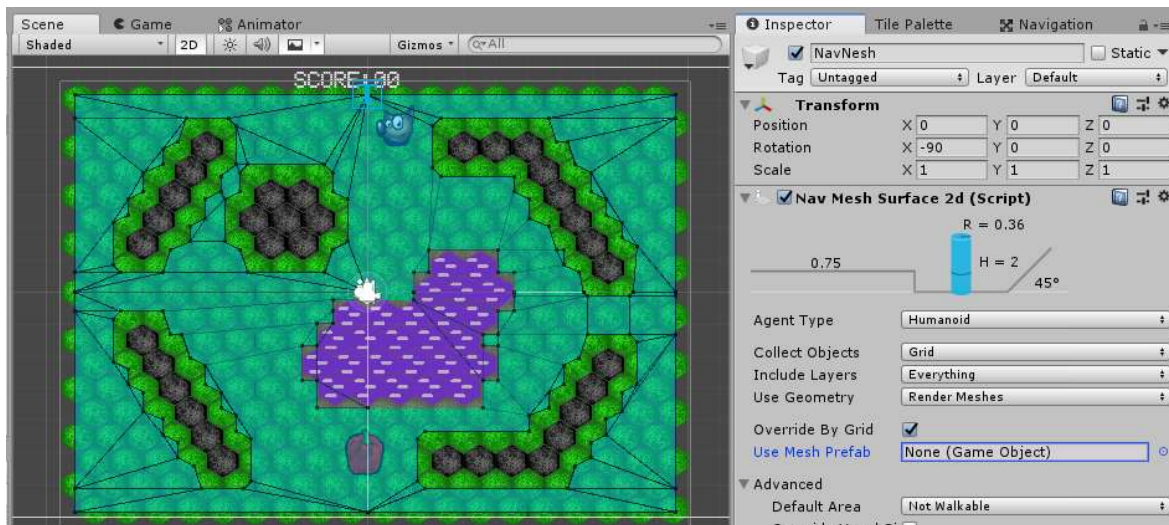 Scene Game Animator
Shaded 2D Gizmos All
SCORE:00
Inspector Tile Palette Navigation
NavNesh Static
Tag Untagged Layer Default
Transform
Position X 0 Y 0 Z 0
Rotation X -90 Y 0 Z 0
Scale X 1 Y 1 Z 1
Nav Mesh Surface 2d (Script)
R = 0.36
0.75 H = 2
45°
Agent Type Humanoid
Collect Objects Grid
Include Layers Everything
Use Geometry Render Meshes
Override By Grid
Use Mesh Prefab None (Game Object)
Advanced
Default Area Not Walkable